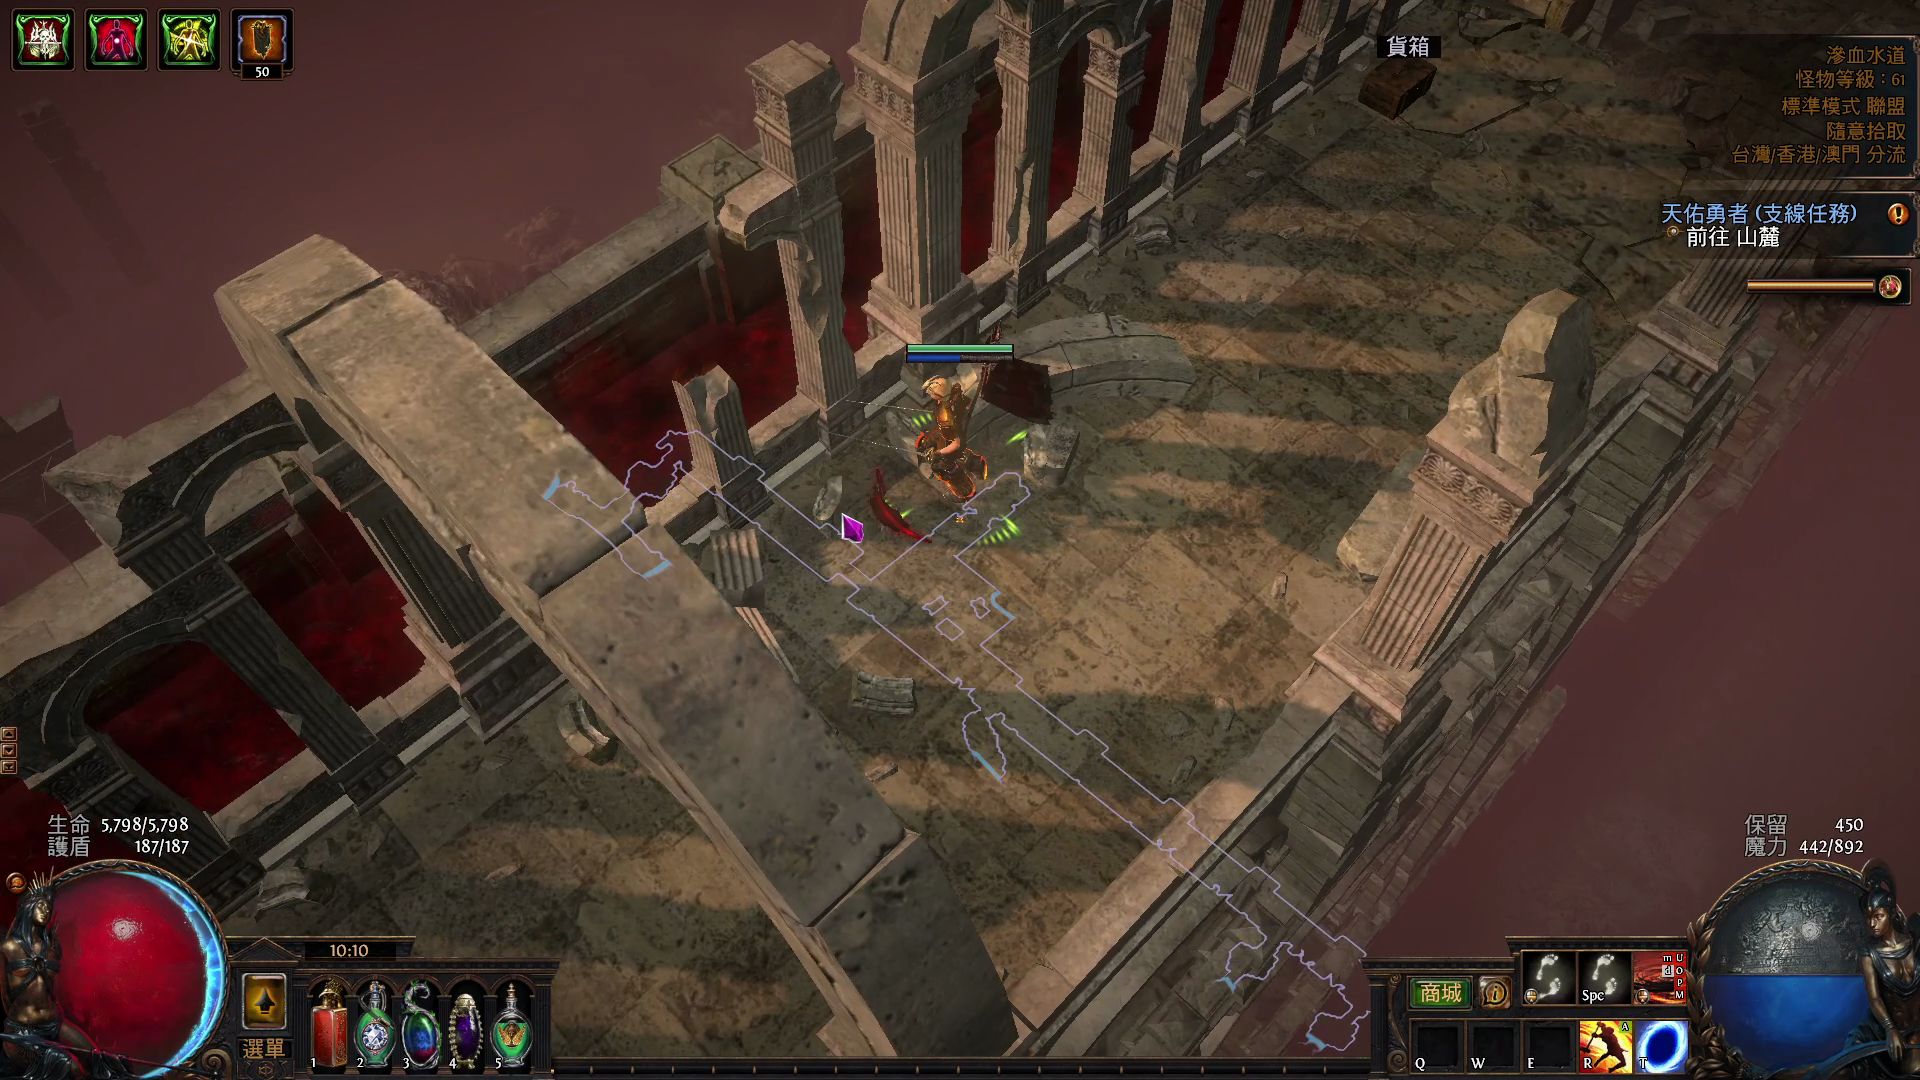 50
貨箱
滲血水道
怪物等級：61
標準模式 聯盟
隨意拾取
台灣/香港/澳門 分流
天佑勇者 (支線任務)
前往 山麓
生命 5,798/5,798
護盾 187/187
保留 450
魔力 442/892
10:10
選單
1 2 3 4 5
商城
Spc
m U
d O
P
M
A
Q W E R T